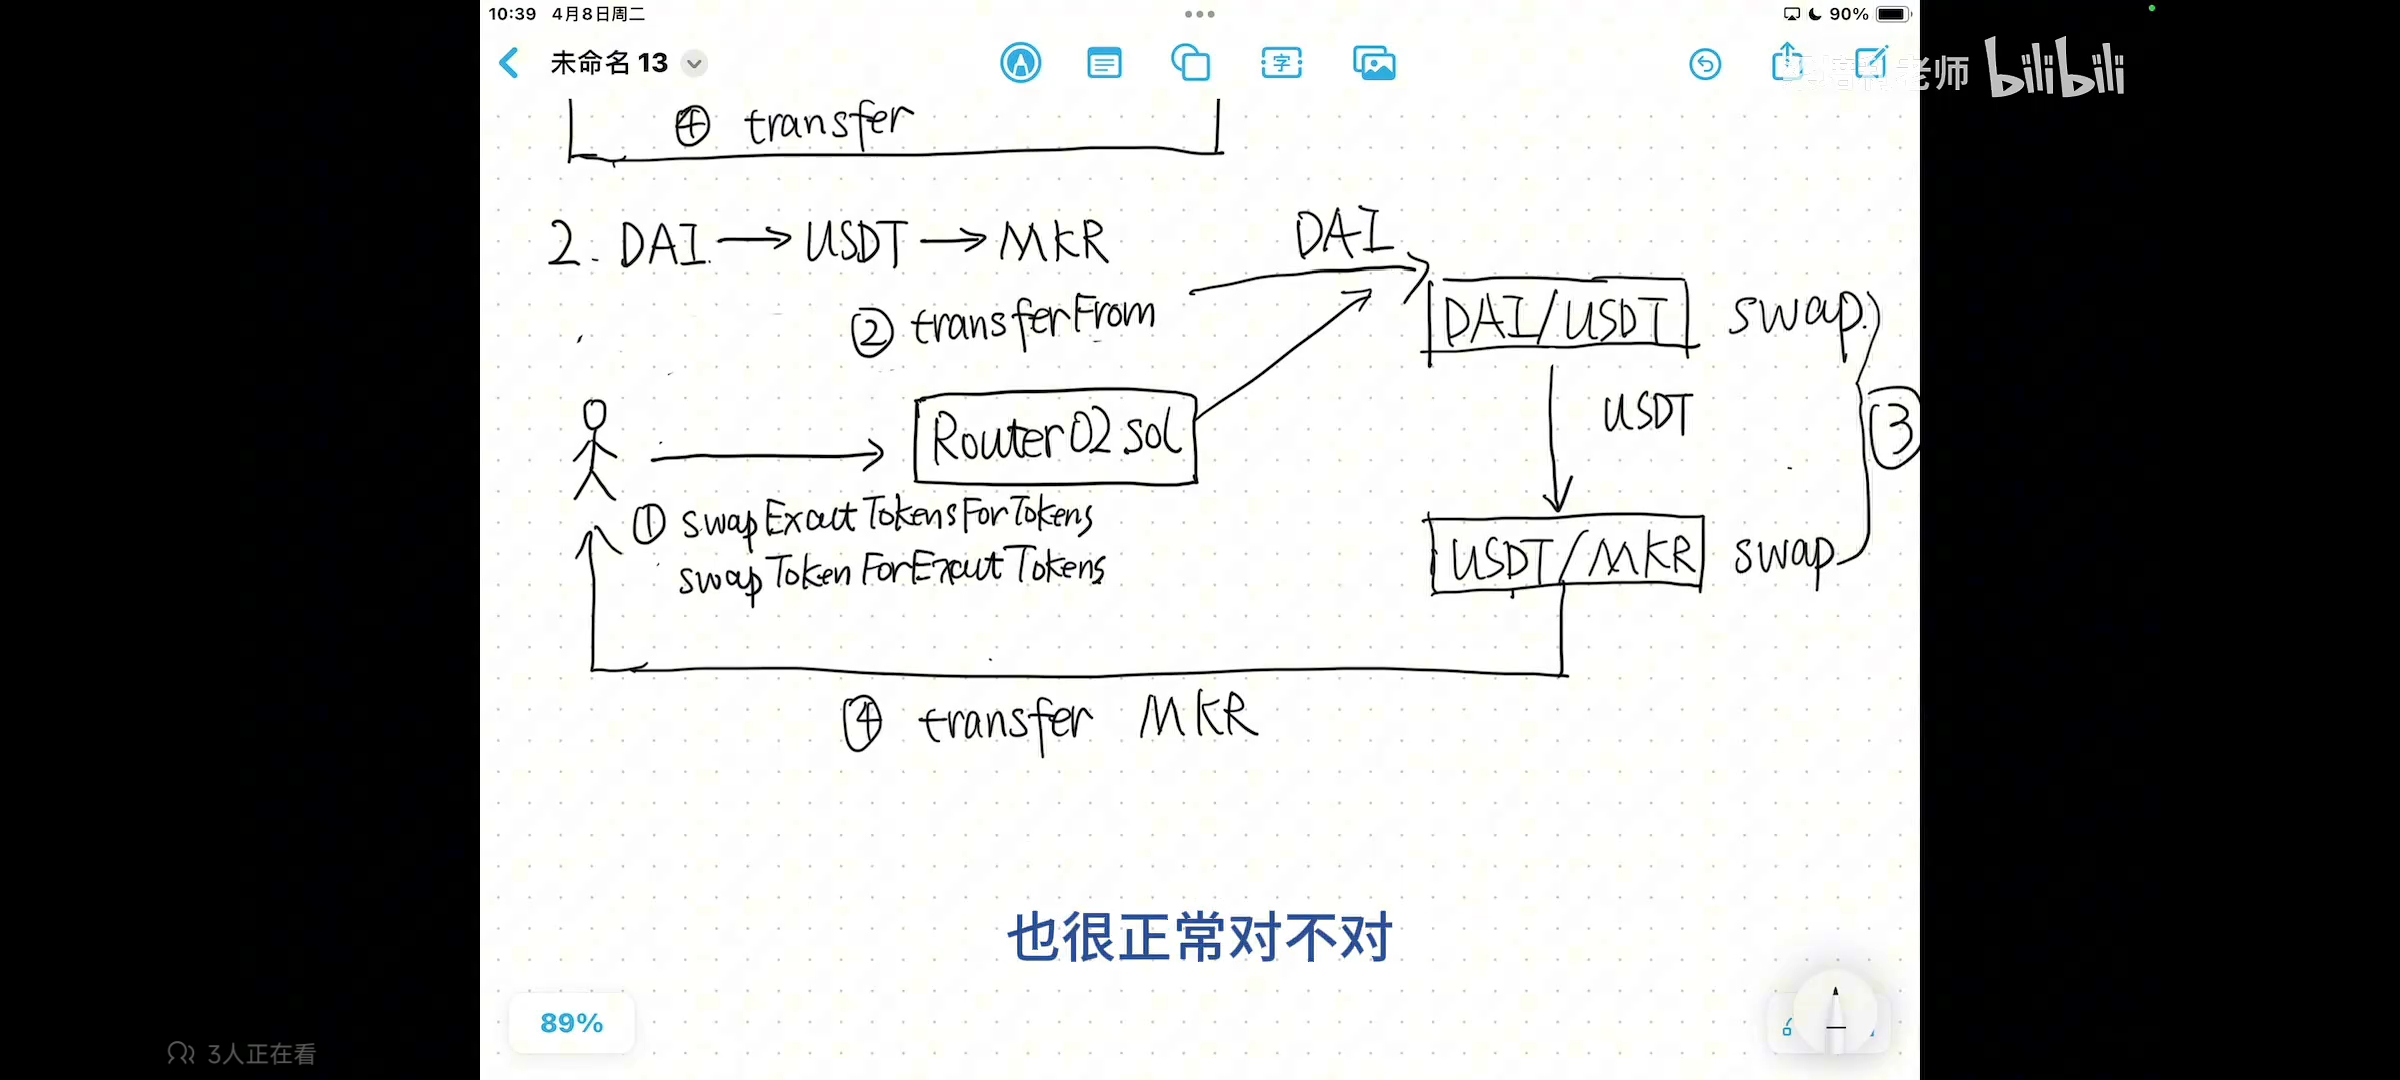 10:39 4月8日周二
90%
未命名 13
老师 bilibili
④ transfer
2. DAI → USDT → MKR
DAI
② transferFrom
DAI/USDT swap
USDT
③
Router02 sol
① swapExactTokensForTokens
swapTokenForExactTokens
USDT/MKR swap
④ transfer MKR
也很正常对不对
89%
3人正在看